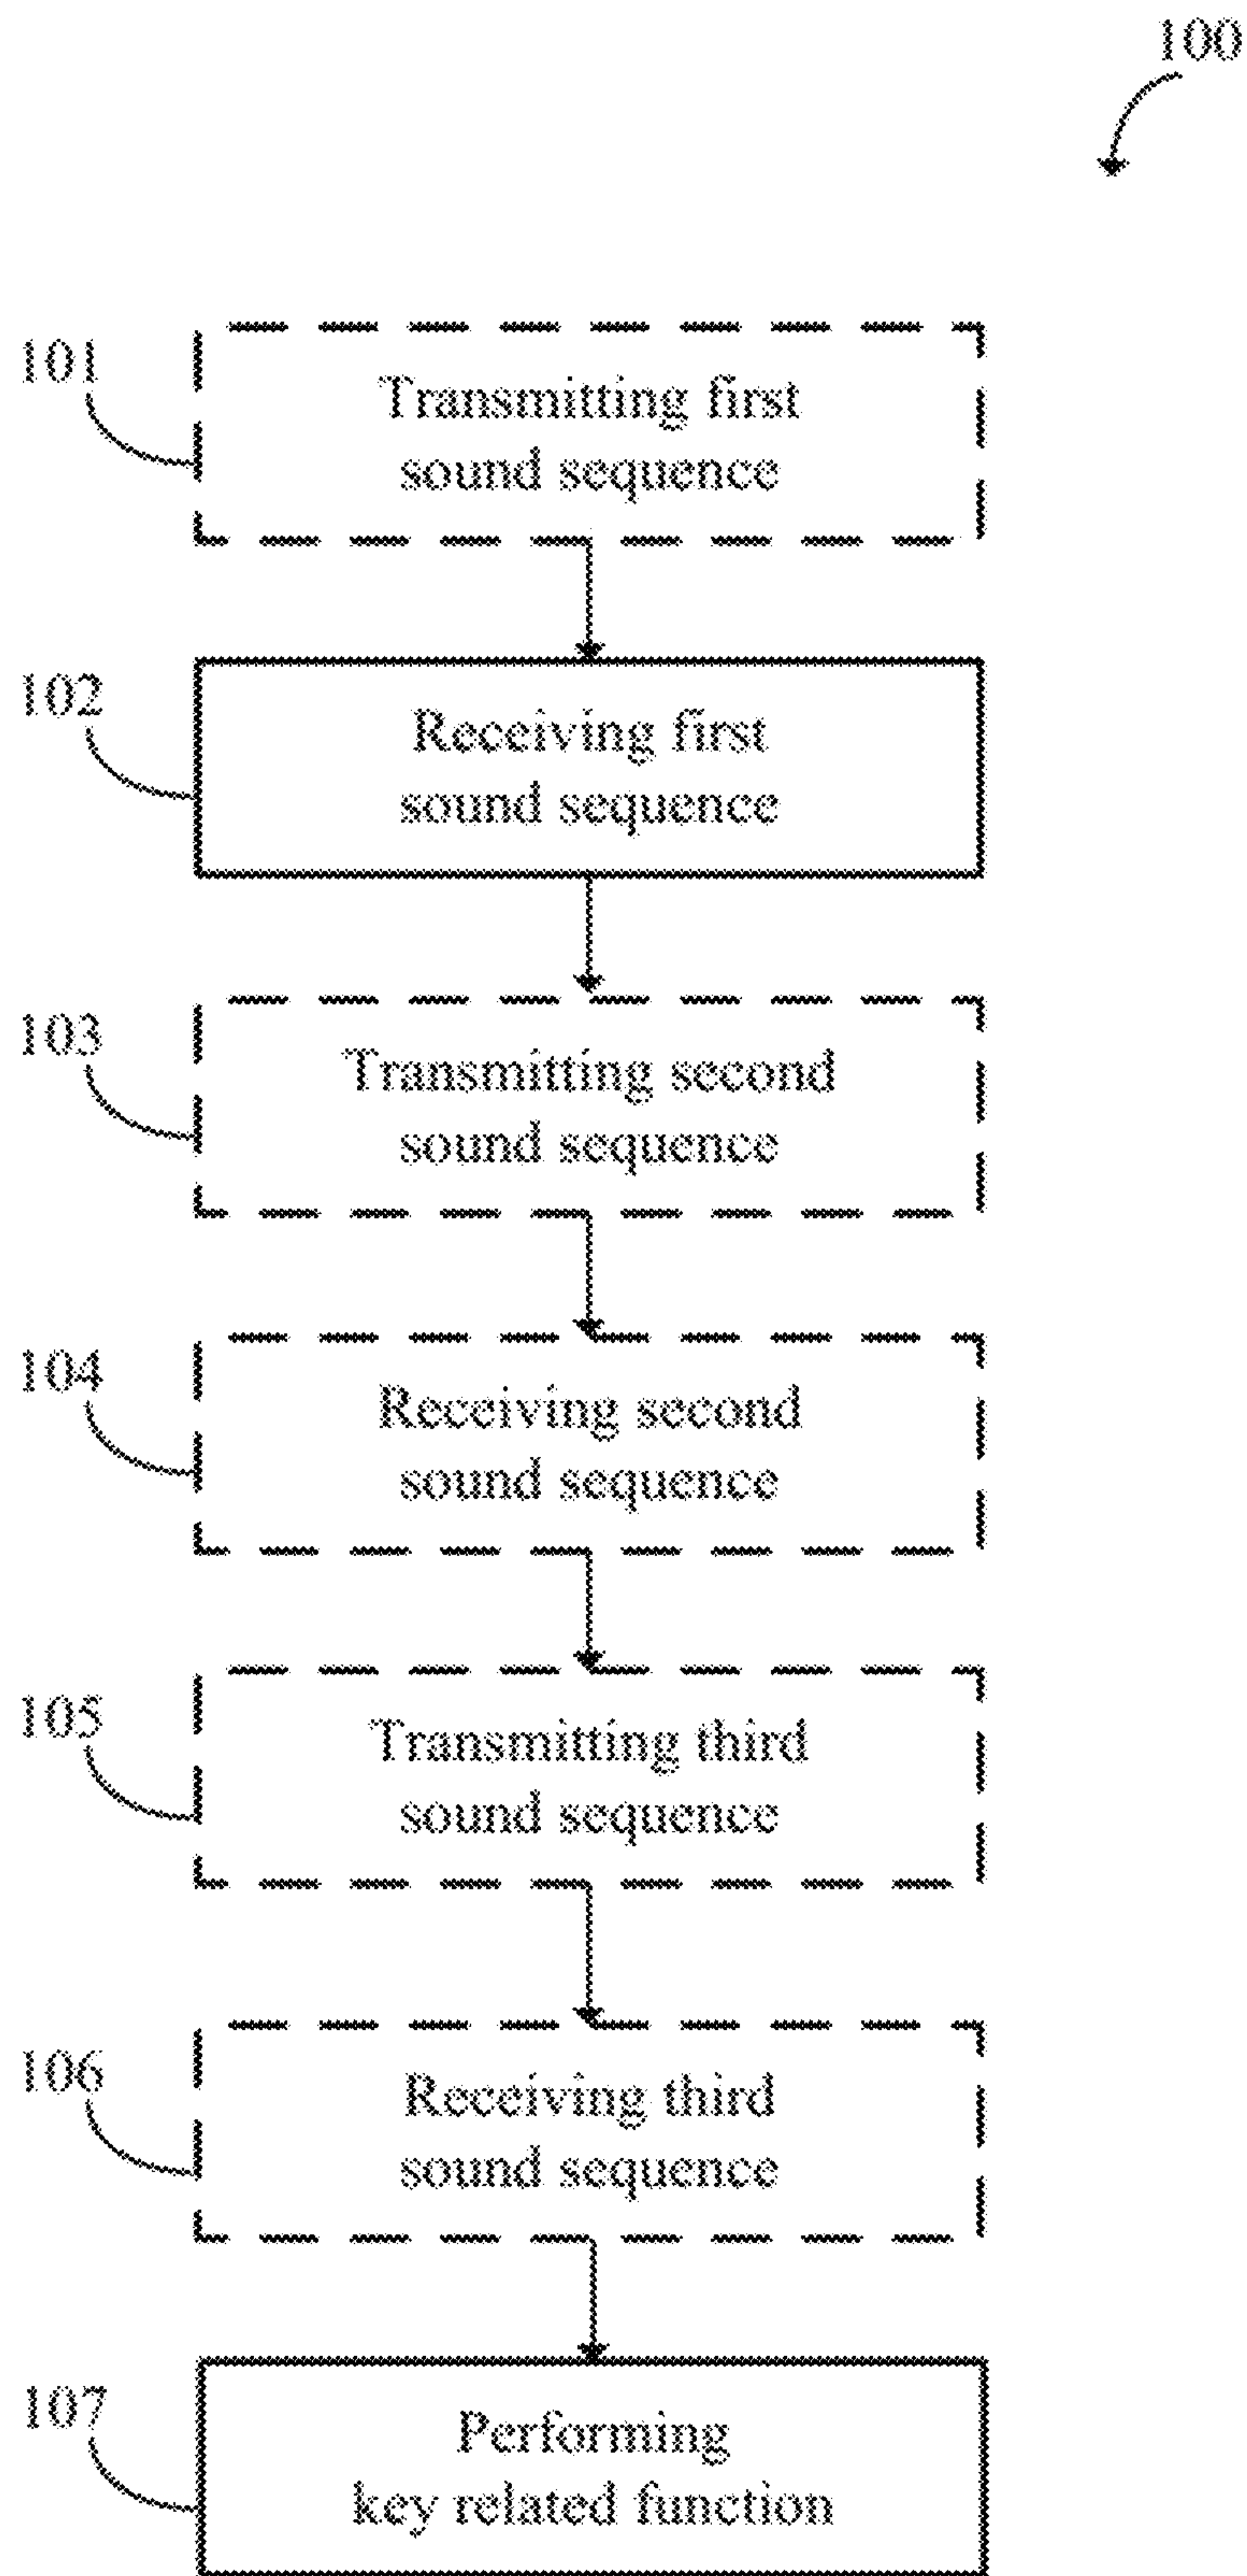 100
101
Transmitting first
sound sequence
102
Receiving first
sound sequence
103
Transmitting second
sound sequence
104
Receiving second
sound sequence
105
Transmitting third
sound sequence
106
Receiving third
sound sequence
107
Performing
key related function